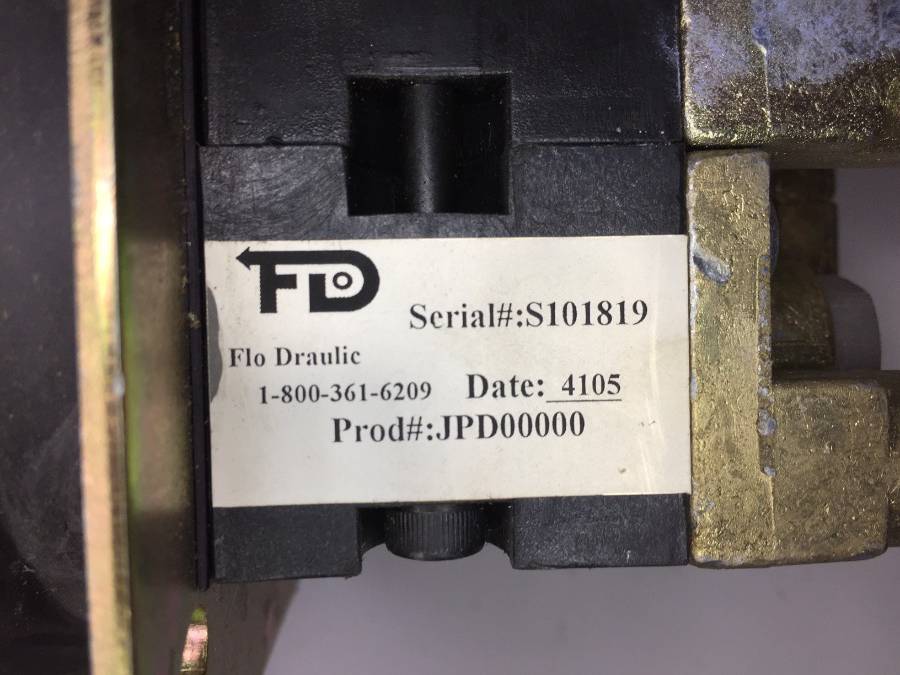 FLO
Serial#:S101819
Flo Draulic
1-800-361-6209 Date: 4105
Prod#:JPD00000